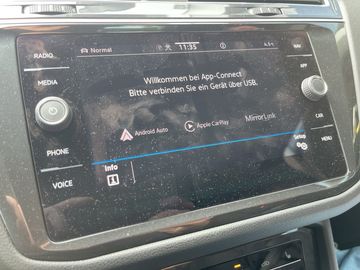 RADIO
MEDIA
PHONE
VOICE
Normal
11:35
NAV
APP
CAR
MENU
Willkommen bei App-Connect
Bitte verbinden Sie ein Gerät über USB.
Android Auto
Apple CarPlay
MirrorLink
Info
Setup